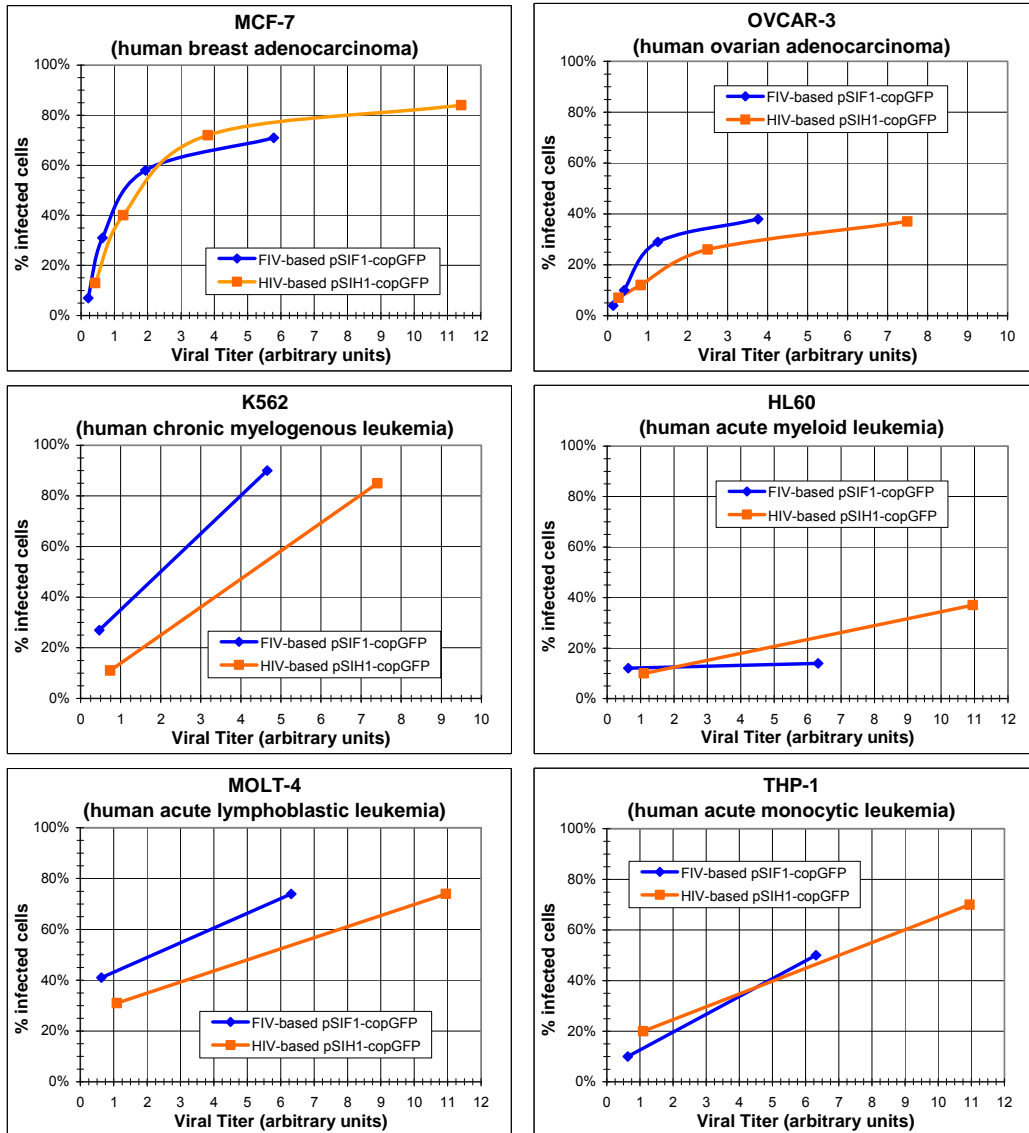 MCF-7
(human breast adenocarcinoma)
100%
80%
60%
40%
20%
0%
% infected cells
FIV-based pSIF1-copGFP
HIV-based pSIH1-copGFP
0 1 2 3 4 5 6 7 8 9 10 11 12
Viral Titer (arbitrary units)
OVCAR-3
(human ovarian adenocarcinoma)
100%
80%
60%
40%
20%
0%
% infected cells
FIV-based pSIF1-copGFP
HIV-based pSIH1-copGFP
0 1 2 3 4 5 6 7 8 9 10
Viral Titer (arbitrary units)
K562
(human chronic myelogenous leukemia)
100%
80%
60%
40%
20%
0%
% infected cells
FIV-based pSIF1-copGFP
HIV-based pSIH1-copGFP
0 1 2 3 4 5 6 7 8 9 10
Viral Titer (arbitrary units)
HL60
(human acute myeloid leukemia)
100%
80%
60%
40%
20%
0%
% infected cells
FIV-based pSIF1-copGFP
HIV-based pSIH1-copGFP
0 1 2 3 4 5 6 7 8 9 10 11 12
Viral Titer (arbitrary units)
MOLT-4
(human acute lymphoblastic leukemia)
100%
80%
60%
40%
20%
0%
% infected cells
FIV-based pSIF1-copGFP
HIV-based pSIH1-copGFP
0 1 2 3 4 5 6 7 8 9 10 11 12
Viral Titer (arbitrary units)
THP-1
(human acute monocytic leukemia)
100%
80%
60%
40%
20%
0%
% infected cells
FIV-based pSIF1-copGFP
HIV-based pSIH1-copGFP
0 1 2 3 4 5 6 7 8 9 10 11 12
Viral Titer (arbitrary units)